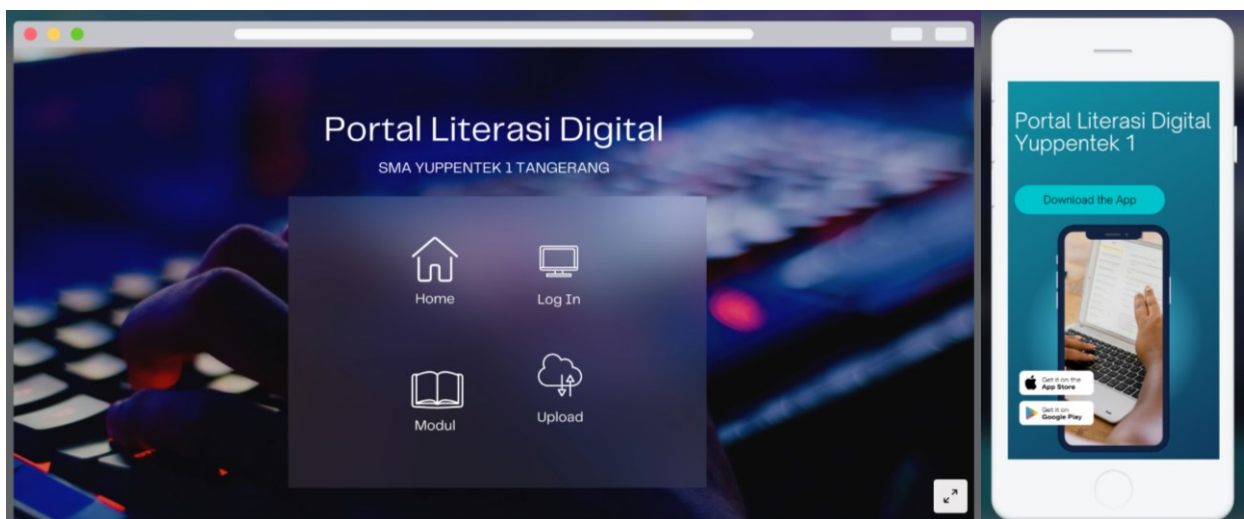 Portal Literasi Digital
SMA YUPPENTEK 1 TANGERANG
Home
Log In
Modul
Upload
Portal Literasi Digital
Yuppentek 1
Download the App
Get it on the
App Store
Get it on
Google Play